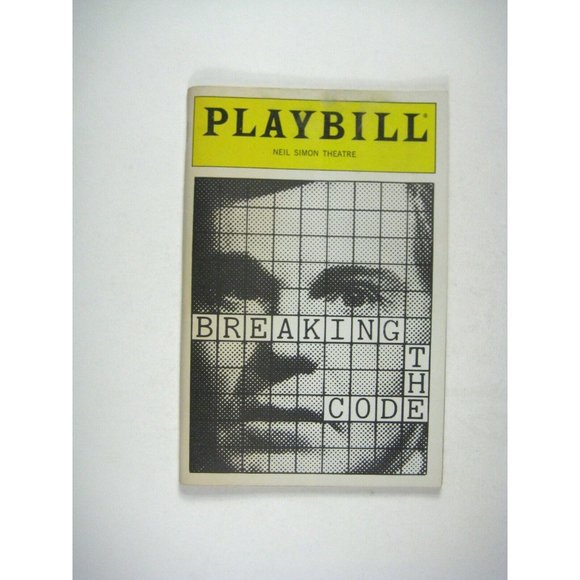 PLAYBILL®
NEIL SIMON THEATRE
BREAKING
THE
CODE